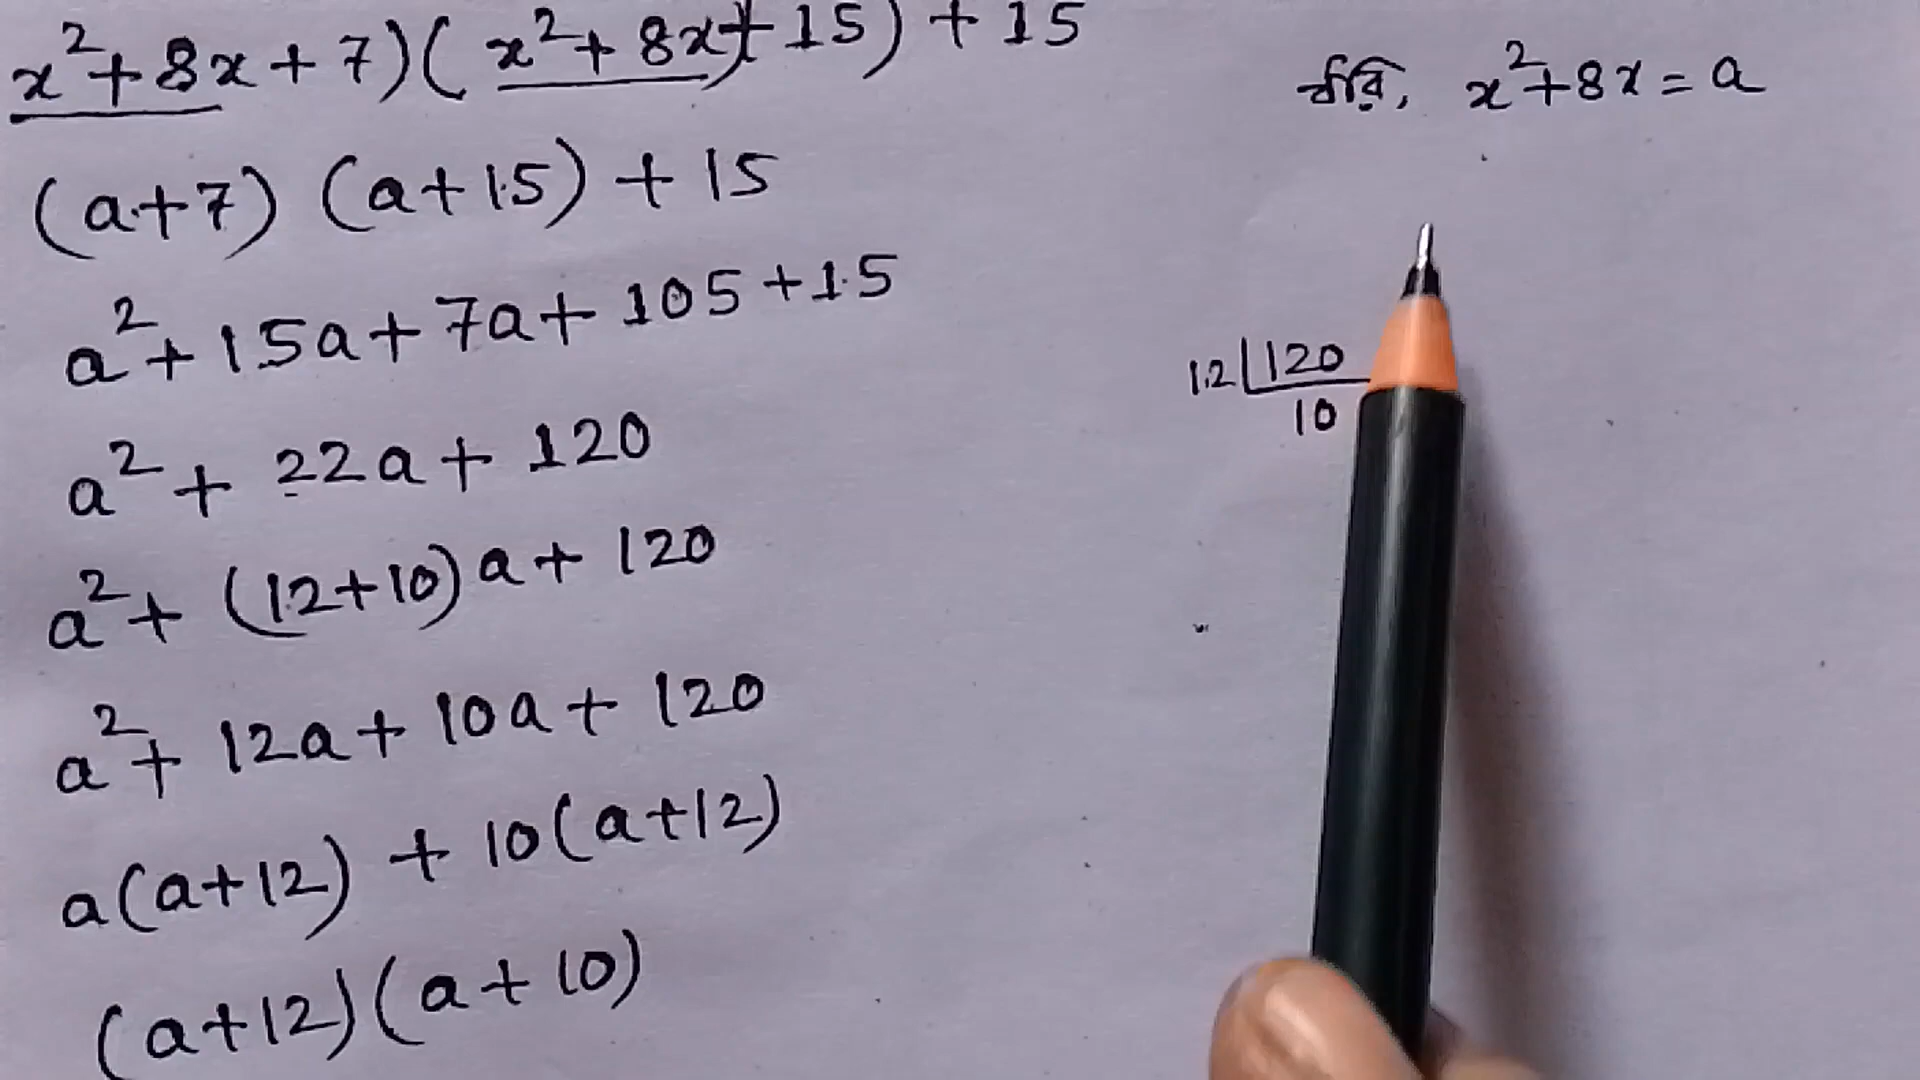 x²+8x+7)(x²+8x+15)+15
ধরি, x²+8x=a
(a+7) (a+15)+15
a²+15a+7a+105+15
12|120
10
a²+22a+120
a²+(12+10)a+120
a²+12a+10a+120
a(a+12)+10(a+12)
(a+12)(a+10)